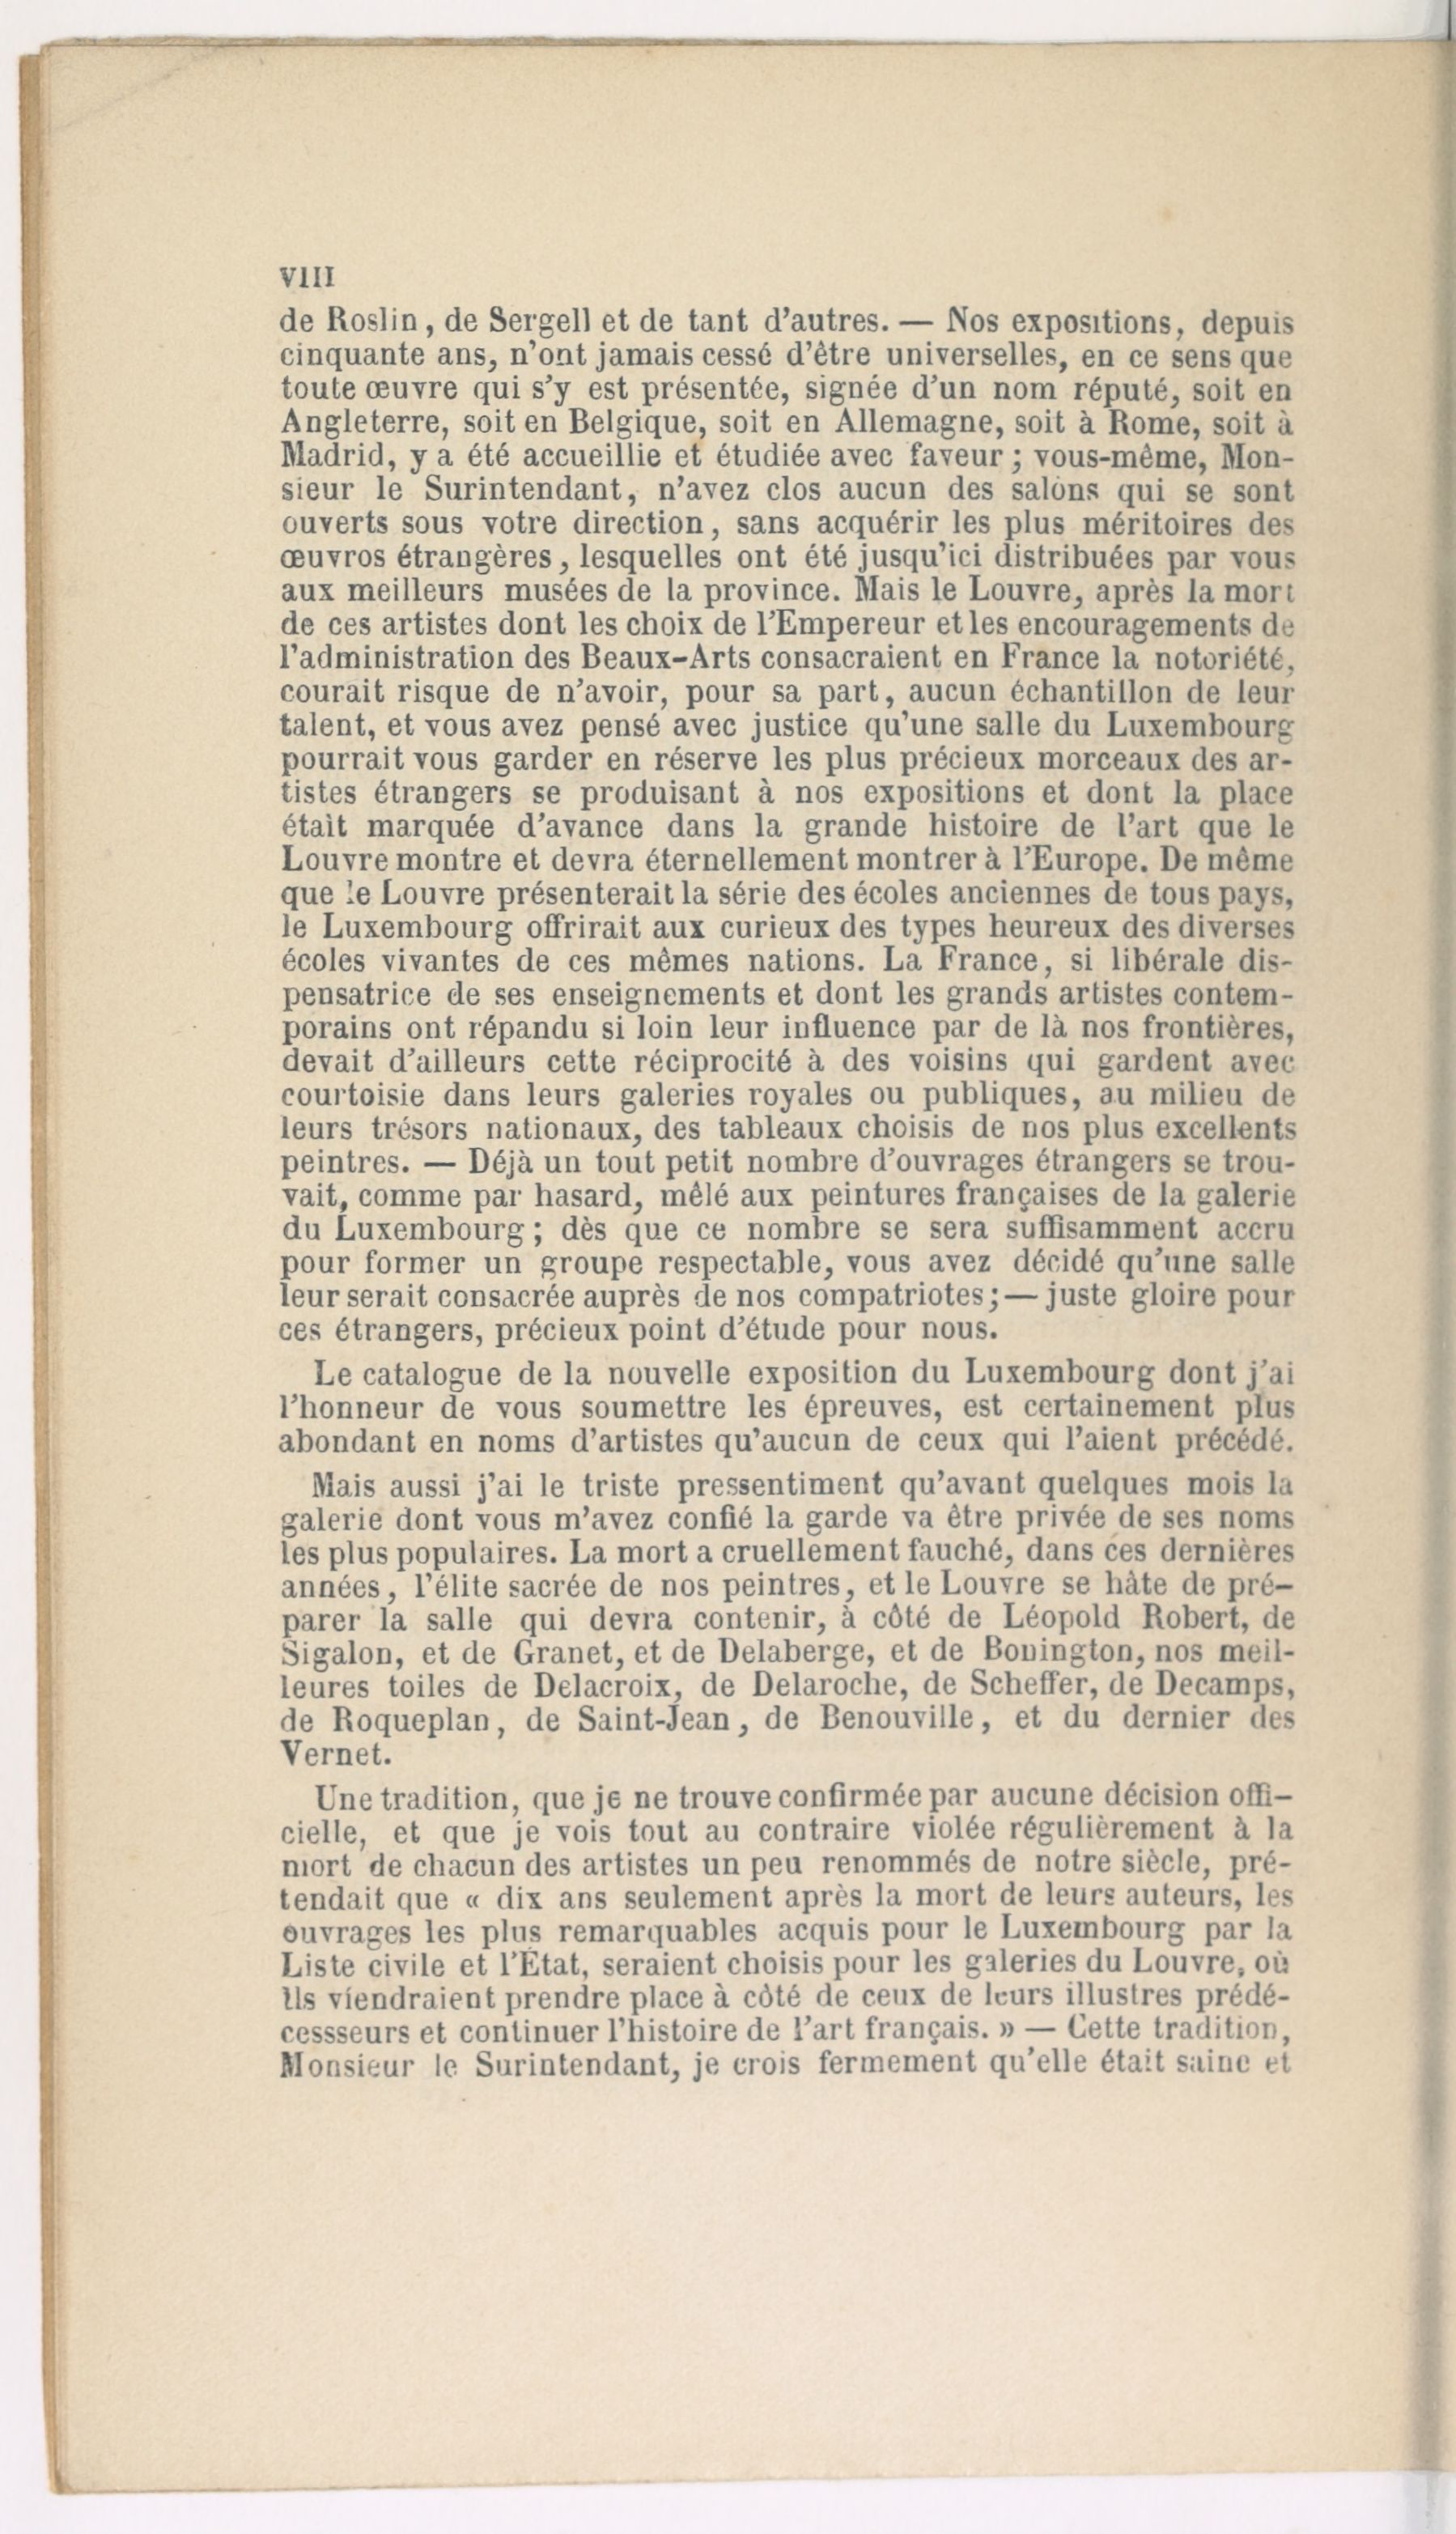 VIII
de Roslin, de Sergell et de tant d'autres. — Nos expositions, depuis
cinquante ans, n'ont jamais cessé d'être universelles, en ce sens que
toute œuvre qui s'y est présentée, signée d'un nom réputé, soit en
Angleterre, soit en Belgique, soit en Allemagne, soit à Rome, soit à
Madrid, y a été accueillie et étudiée avec faveur ; vous-même, Mon-
sieur le Surintendant, n'avez clos aucun des salons qui se sont
ouverts sous votre direction, sans acquérir les plus méritoires des
œuvros étrangères, lesquelles ont été jusqu'ici distribuées par vous
aux meilleurs musées de la province. Mais le Louvre, après la mort
de ces artistes dont les choix de l'Empereur et les encouragements de
l'administration des Beaux-Arts consacraient en France la notoriété,
courait risque de n'avoir, pour sa part, aucun échantillon de leur
talent, et vous avez pensé avec justice qu'une salle du Luxembourg
pourrait vous garder en réserve les plus précieux morceaux des ar-
tistes étrangers se produisant à nos expositions et dont la place
était marquée d'avance dans la grande histoire de l'art que le
Louvre montre et devra éternellement montrer à l'Europe. De même
que le Louvre présenterait la série des écoles anciennes de tous pays,
le Luxembourg offrirait aux curieux des types heureux des diverses
écoles vivantes de ces mêmes nations. La France, si libérale dis-
pensatrice de ses enseignements et dont les grands artistes contem-
porains ont répandu si loin leur influence par de là nos frontières,
devait d'ailleurs cette réciprocité à des voisins qui gardent avec
courtoisie dans leurs galeries royales ou publiques, au milieu de
leurs trésors nationaux, des tableaux choisis de nos plus excellents
peintres. — Déjà un tout petit nombre d'ouvrages étrangers se trou-
vait, comme par hasard, mêlé aux peintures françaises de la galerie
du Luxembourg ; dès que ce nombre se sera suffisamment accru
pour former un groupe respectable, vous avez décidé qu'une salle
leur serait consacrée auprès de nos compatriotes ; — juste gloire pour
ces étrangers, précieux point d'étude pour nous.
Le catalogue de la nouvelle exposition du Luxembourg dont j'ai
l'honneur de vous soumettre les épreuves, est certainement plus
abondant en noms d'artistes qu'aucun de ceux qui l'aient précédé.
Mais aussi j'ai le triste pressentiment qu'avant quelques mois la
galerie dont vous m'avez confié la garde va être privée de ses noms
les plus populaires. La mort a cruellement fauché, dans ces dernières
années, l'élite sacrée de nos peintres, et le Louvre se hâte de pré-
parer la salle qui devra contenir, à côté de Léopold Robert, de
Sigalon, et de Granet, et de Delaberge, et de Bonington, nos meil-
leures toiles de Delacroix, de Delaroche, de Scheffer, de Decamps,
de Roqueplan, de Saint-Jean, de Benouville, et du dernier des
Vernet.
Une tradition, que je ne trouve confirmée par aucune décision offi-
cielle, et que je vois tout au contraire violée régulièrement à la
mort de chacun des artistes un peu renommés de notre siècle, pré-
tendait que « dix ans seulement après la mort de leurs auteurs, les
ouvrages les plus remarquables acquis pour le Luxembourg par la
Liste civile et l'État, seraient choisis pour les galeries du Louvre, où
ils viendraient prendre place à côté de ceux de leurs illustres prédé-
cessseurs et continuer l'histoire de l'art français. » — Cette tradition,
Monsieur le Surintendant, je crois fermement qu'elle était saine et